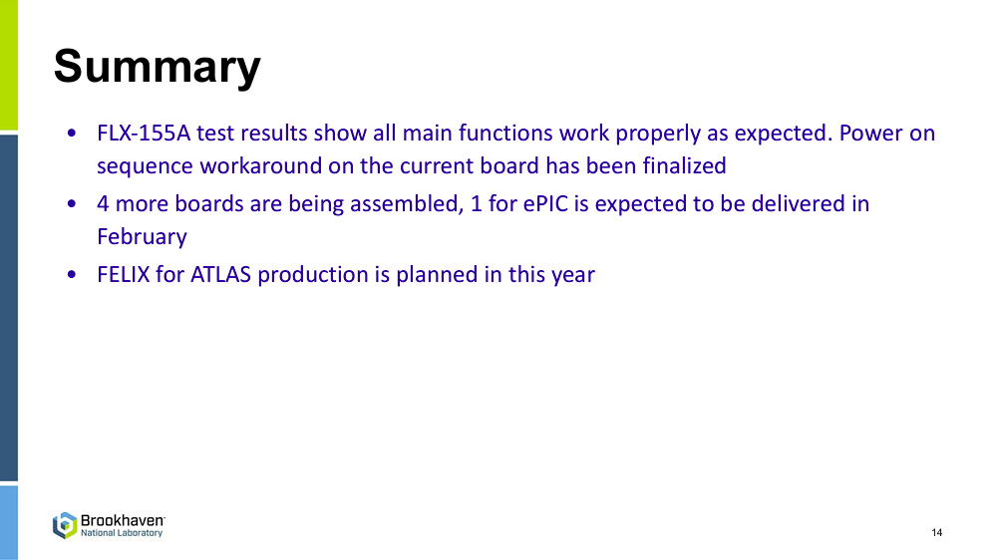 Summary
• FLX-155A test results show all main functions work properly as expected. Power on
sequence workaround on the current board has been finalized
• 4 more boards are being assembled, 1 for ePIC is expected to be delivered in
February
• FELIX for ATLAS production is planned in this year
Brookhaven
National Laboratory
14